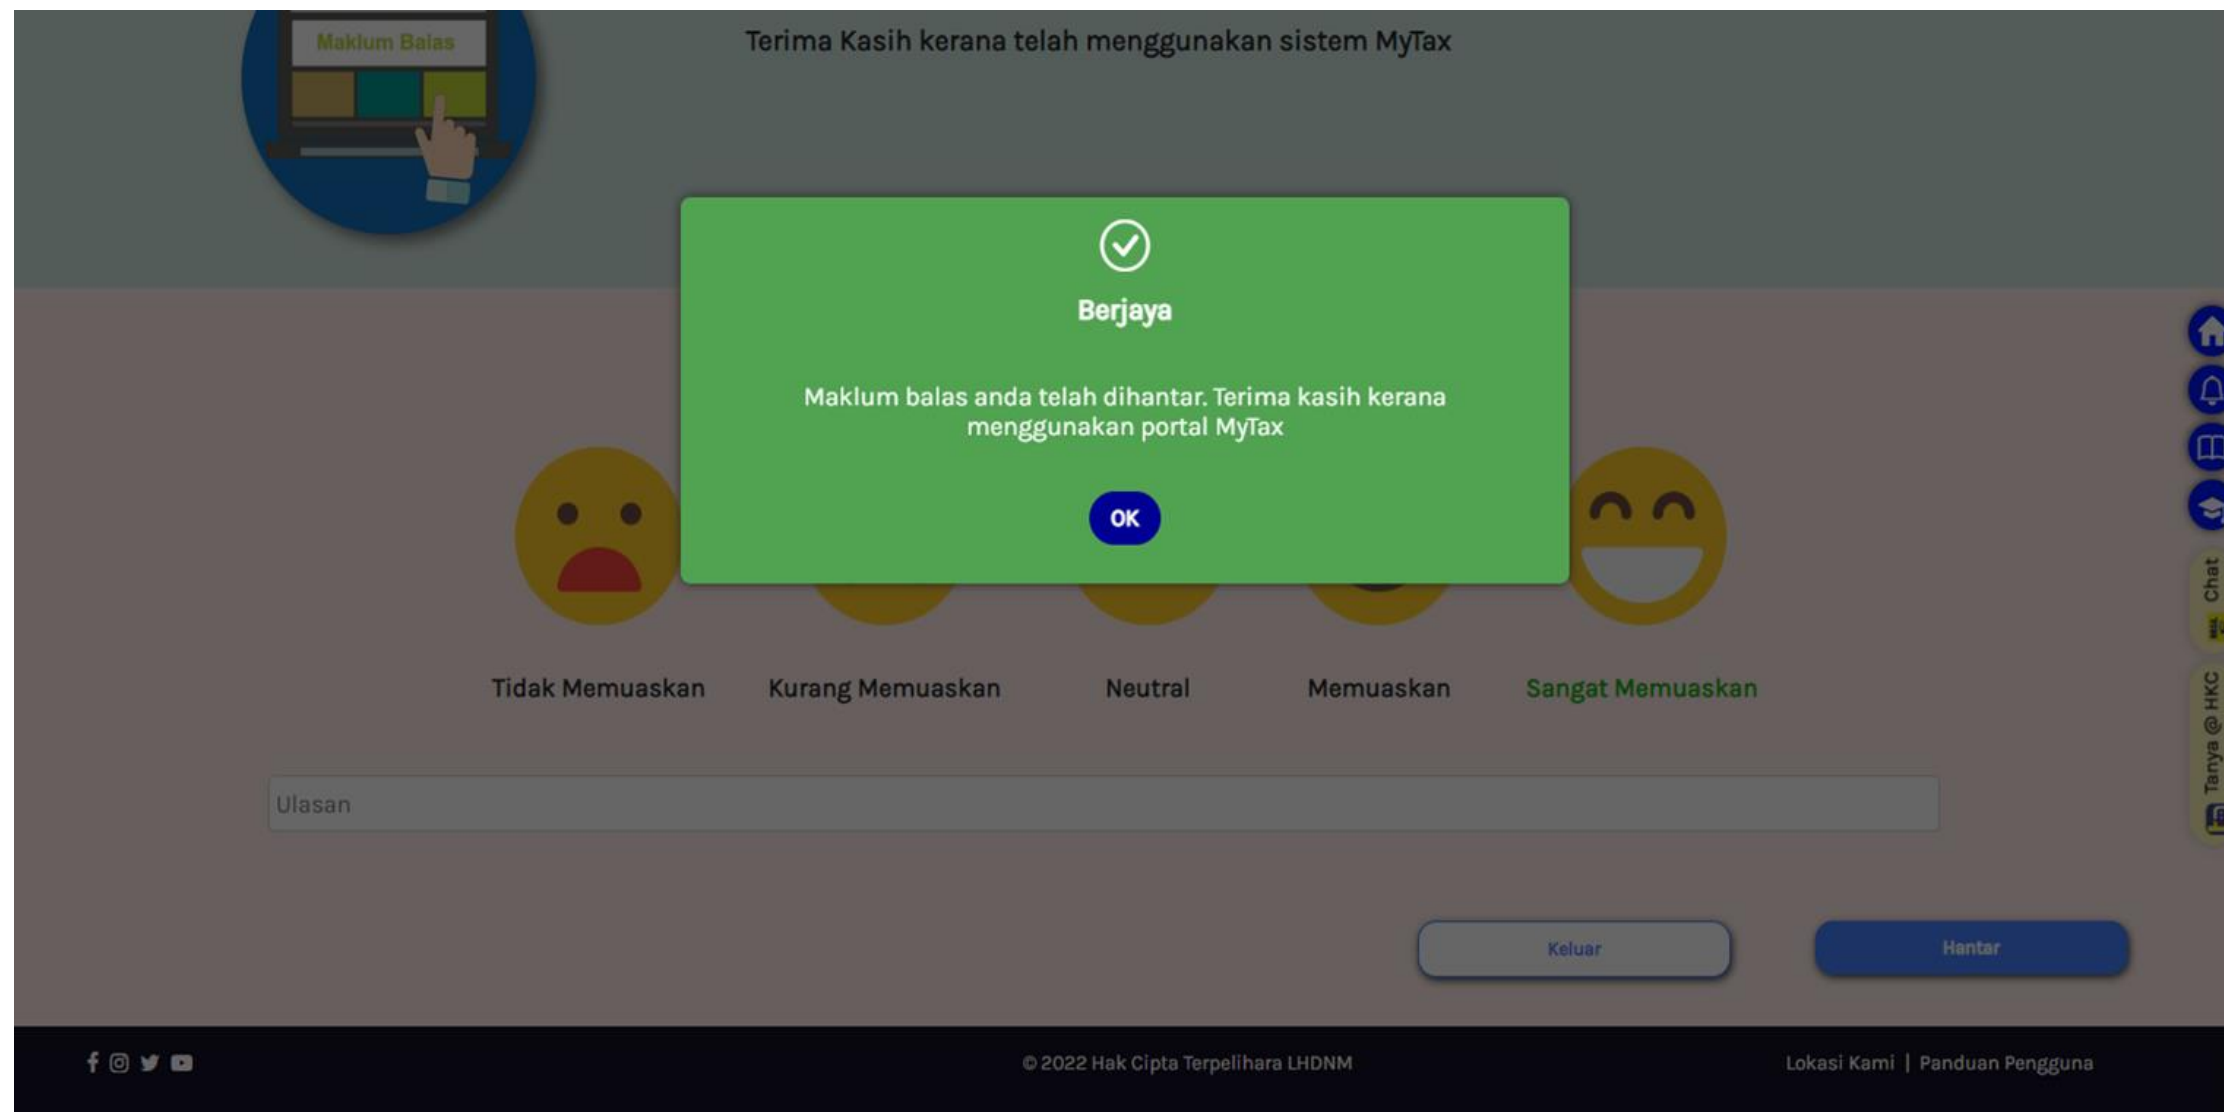 Maklum Balas
Terima Kasih kerana telah menggunakan sistem MyTax
Berjaya
Maklum balas anda telah dihantar. Terima kasih kerana
menggunakan portal MyTax
OK
Tidak Memuaskan
Kurang Memuaskan
Neutral
Memuaskan
Sangat Memuaskan
Ulasan
Keluar
Hantar
Chat
Tanya @ HKC
© 2022 Hak Cipta Terpelihara LHDNM
Lokasi Kami | Panduan Pengguna